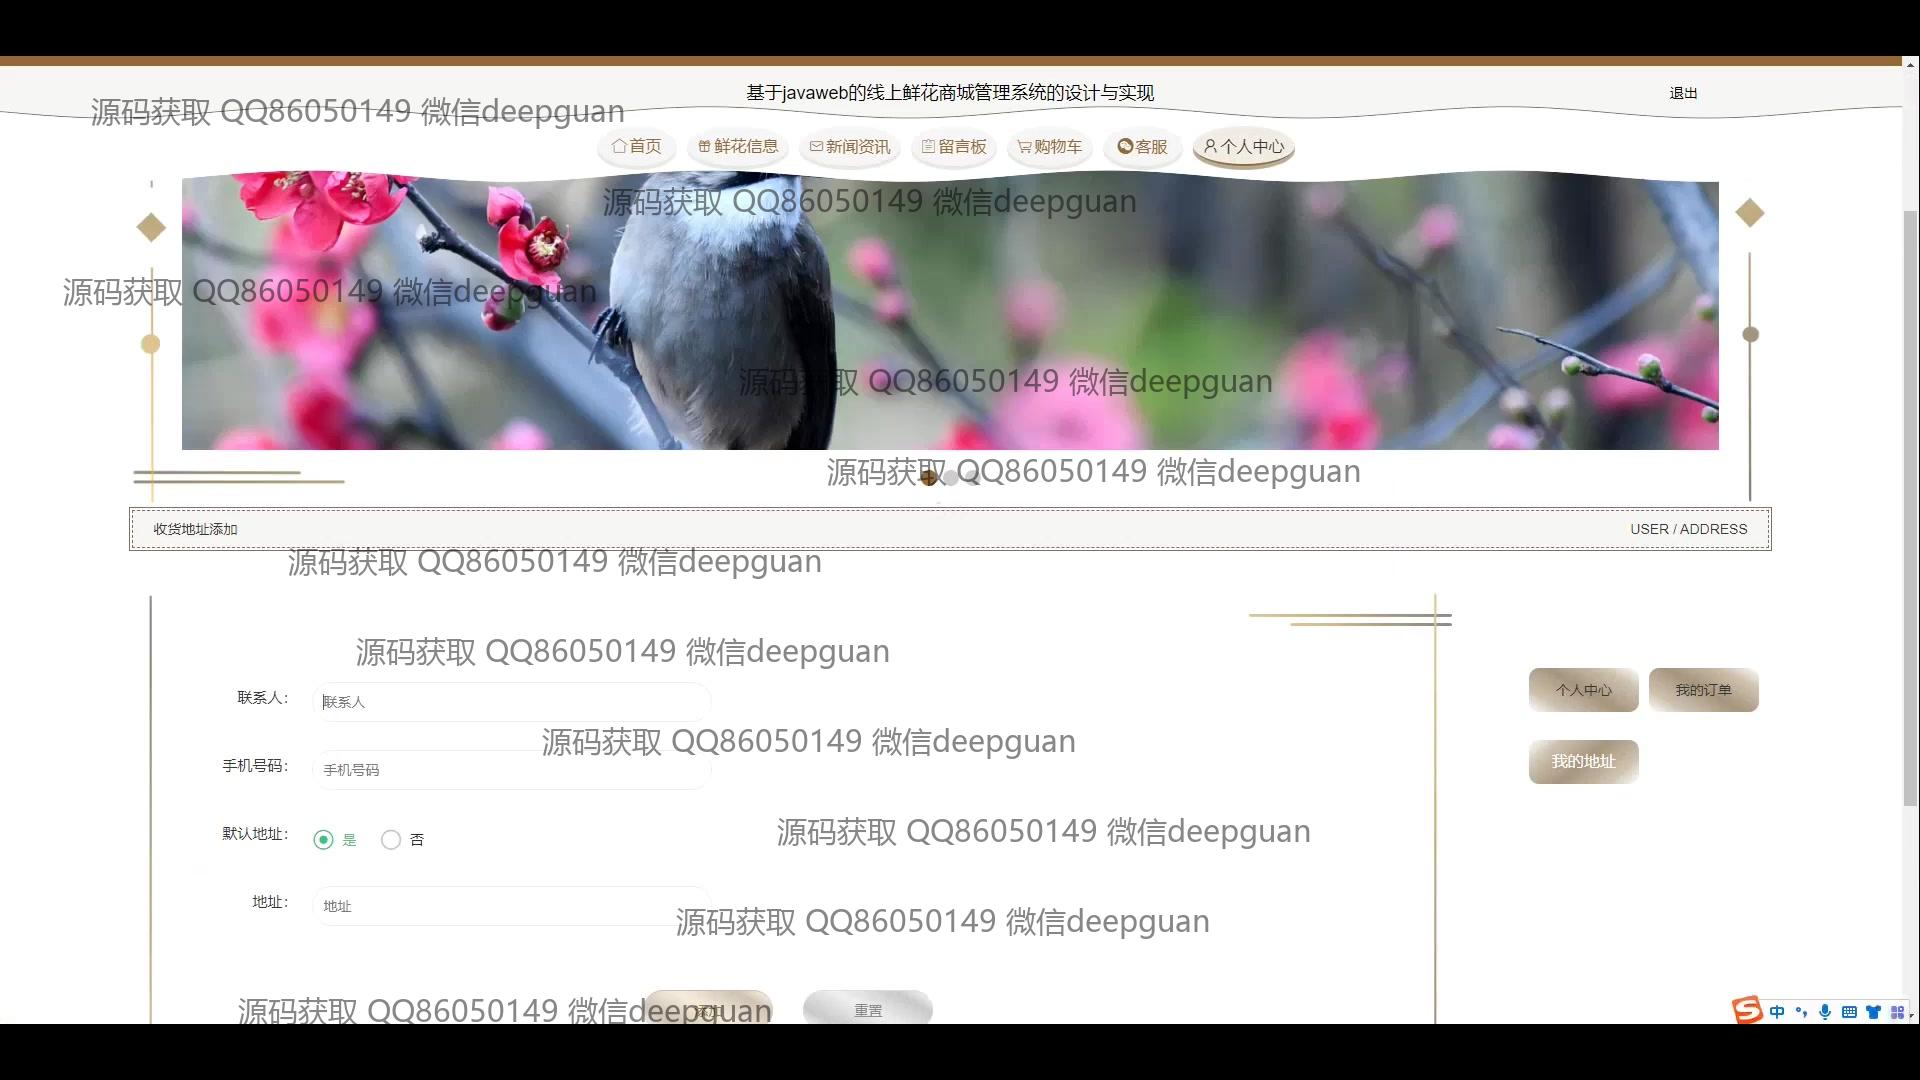 基于javaweb的线上鲜花商城管理系统的设计与实现
退出
源码获取 QQ86050149 微信deepguan
首页 鲜花信息 新闻资讯 留言板 购物车 客服 个人中心
源码获取 QQ86050149 微信deepguan
源码获取 QQ86050149 微信deepguan
源码获取 QQ86050149 微信deepguan
源码获取 QQ86050149 微信deepguan
收货地址添加
USER / ADDRESS
源码获取 QQ86050149 微信deepguan
源码获取 QQ86050149 微信deepguan
联系人：
联系人
个人中心
我的订单
源码获取 QQ86050149 微信deepguan
手机号码：
手机号码
我的地址
源码获取 QQ86050149 微信deepguan
默认地址：
是
否
地址：
地址
源码获取 QQ86050149 微信deepguan
源码获取 QQ86050149 微信deepguan
添加
重置
中